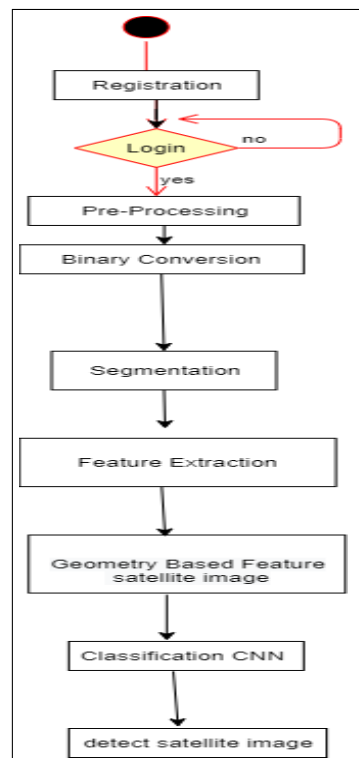 Registration
Login
no
yes
Pre-Processing
Binary Conversion
Segmentation
Feature Extraction
Geometry Based Feature
satellite image
Classification CNN
detect satellite image